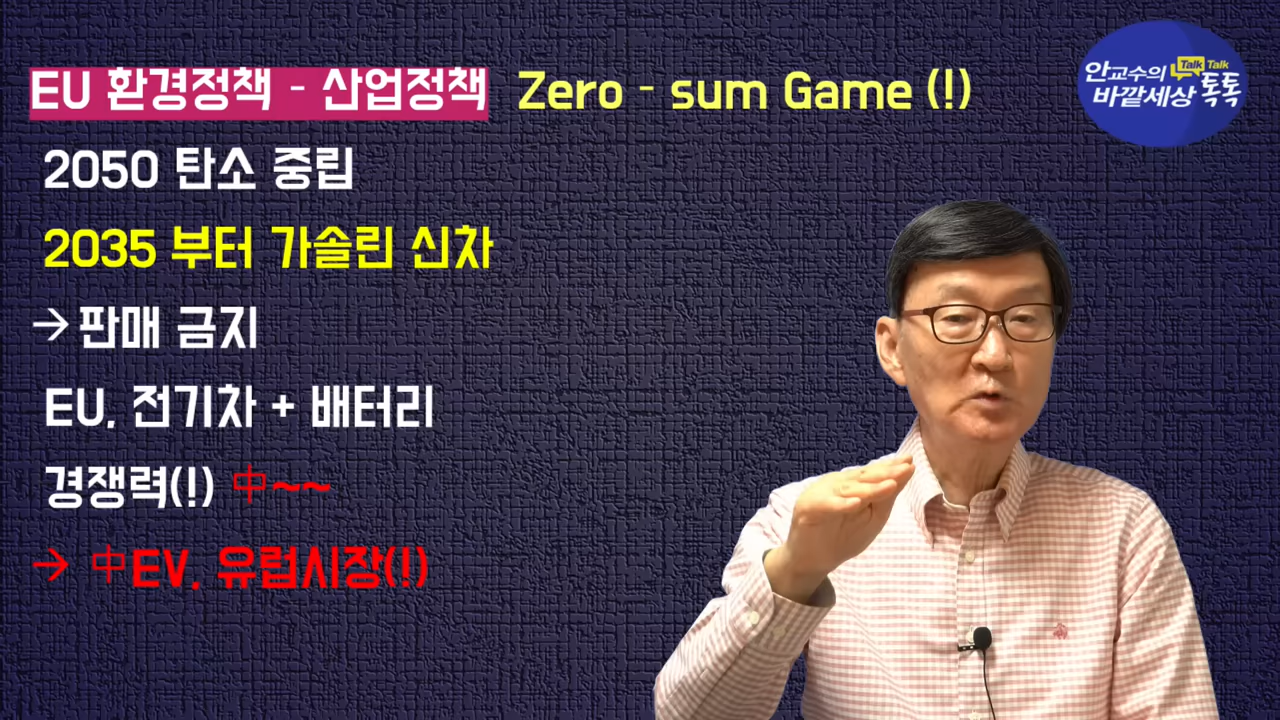 EU 환경정책 - 산업정책 Zero - sum Game (!)
안교수의 Talk Talk
바깥세상 톡톡
2050 탄소 중립
2035 부터 가솔린 신차
→ 판매 금지
EU. 전기차 + 배터리
경쟁력(!) 中~~
→ 中EV. 유럽시장(!)